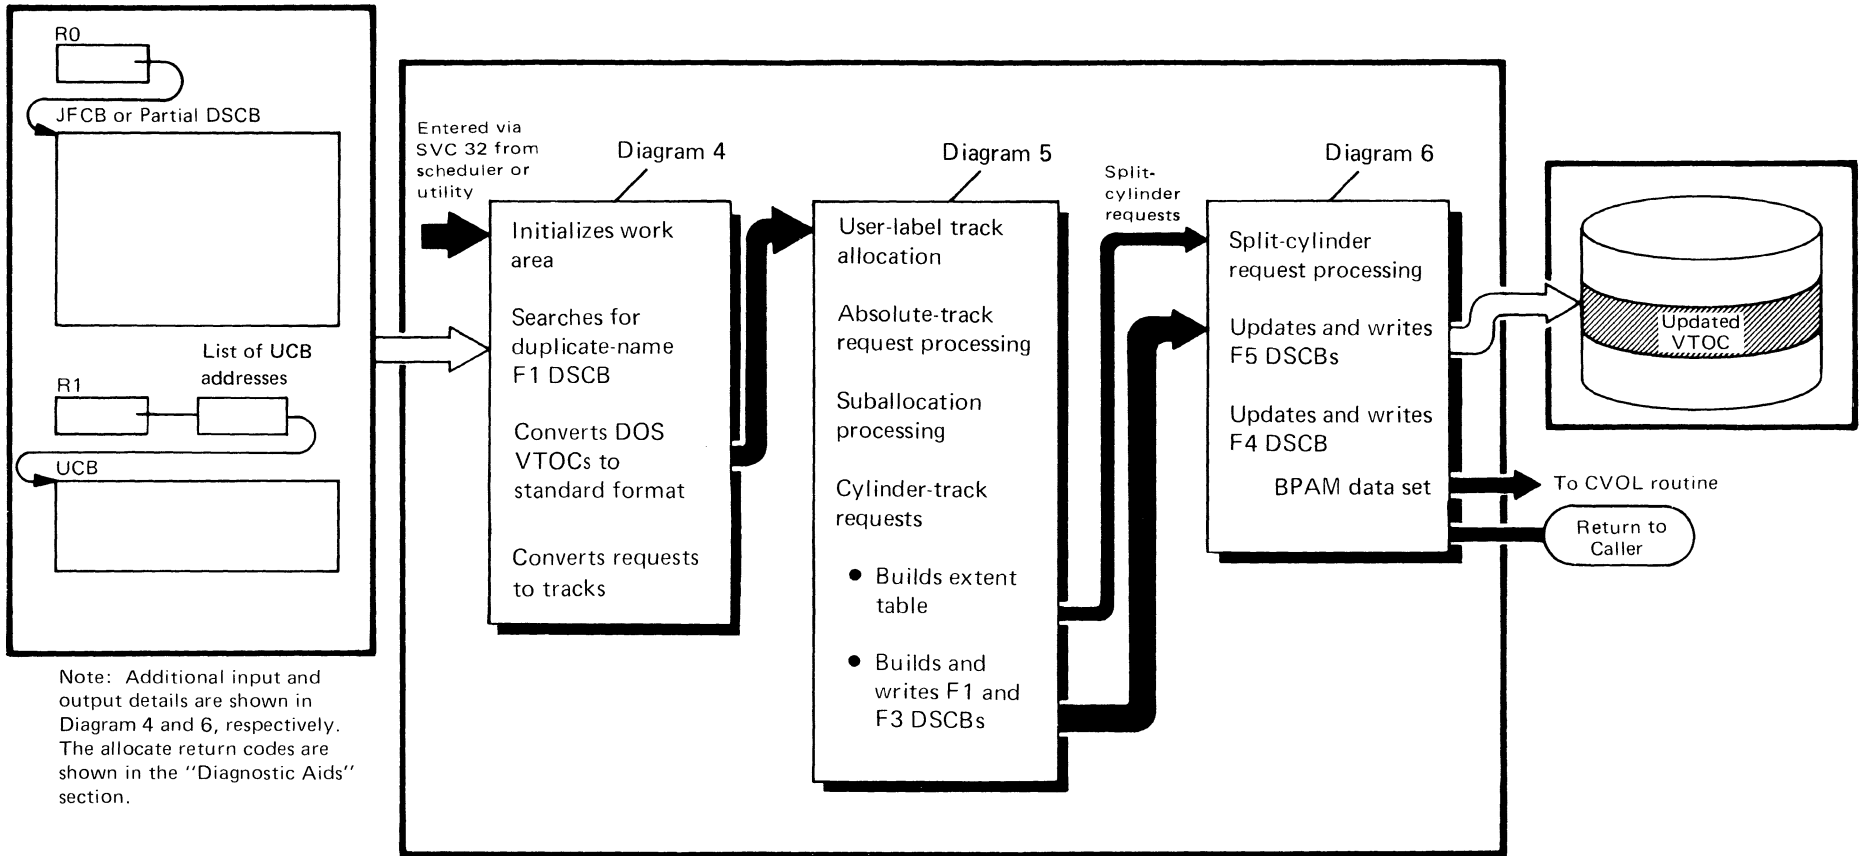 R0
JFCB or Partial DSCB
List of UCB
addresses
R1
UCB
Note: Additional input and
output details are shown in
Diagram 4 and 6, respectively.
The allocate return codes are
shown in the "Diagnostic Aids"
section.
Entered via
SVC 32 from
scheduler or
utility
Diagram 4
Initializes work
area
Searches for
duplicate-name
F1 DSCB
Converts DOS
VTOCs to
standard format
Converts requests
to tracks
Diagram 5
User-label track
allocation
Absolute-track
request processing
Suballocation
processing
Cylinder-track
requests
● Builds extent
table
● Builds and
writes F1 and
F3 DSCBs
Split-
cylinder
requests
Diagram 6
Split-cylinder
request processing
Updates and writes
F5 DSCBs
Updates and writes
F4 DSCB
BPAM data set
Updated
VTOC
To CVOL routine
Return to
Caller